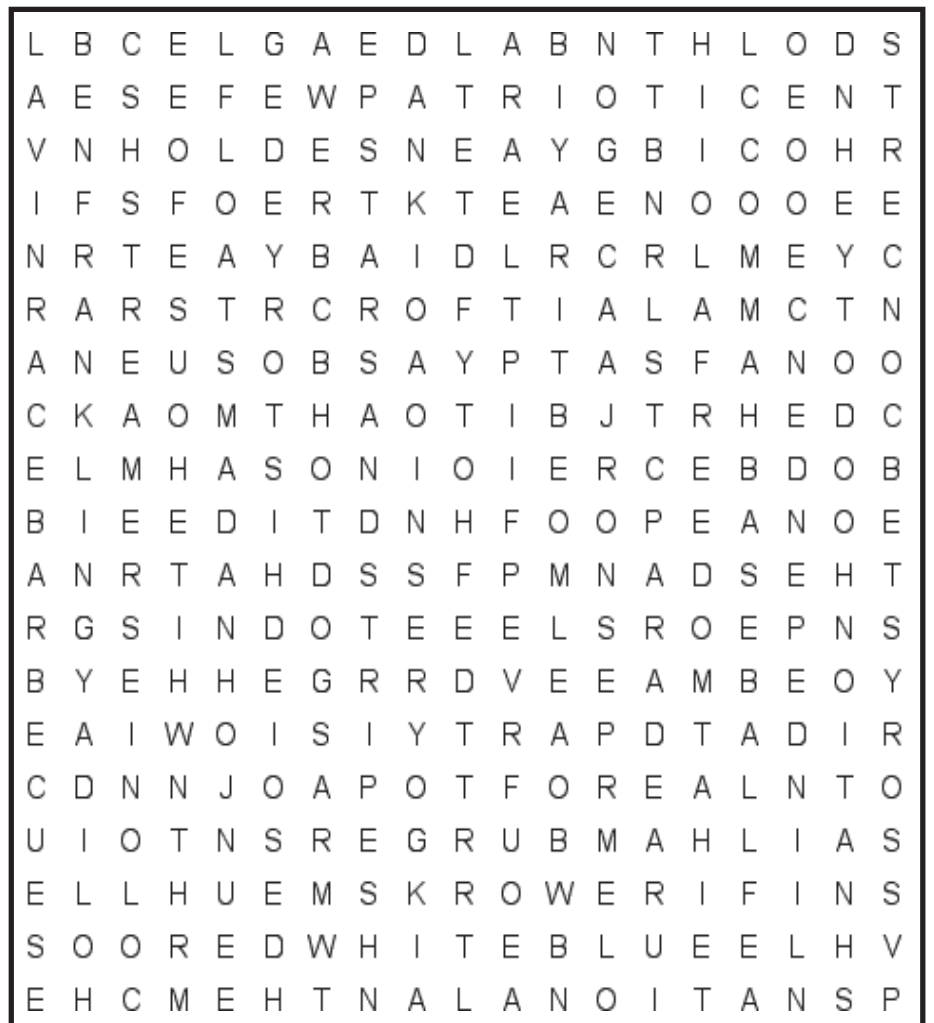 L B C E L G A E D L A B N T H L O D S
A E S E F E W P A T R I O T I C E N T
V N H O L D E S N E A Y G B I C O H R
I F S F O E R T K T E A E N O O O E E
N R T E A Y B A I D L R C R L M E Y C
R A R S T R C R O F T I A L A M C T N
A N E U S O B S A Y P T A S F A N O O
C K A O M T H A O T I B J T R H E D C
E L M H A S O N I O I E R C E B D O B
B I E E D I T D N H F O O P E A N O E
A N R T A H D S S F P M N A D S E H T
R G S I N D O T E E E L S R O E P N S
B Y E H H E G R R D V E E A M B E O Y
E A I W O I S I Y T R A P D T A D I R
C D N N J O A P O T F O R E A L N T O
U I O T N S R E G R U B M A H L I A S
E L L H U E M S K R O W E R I F I N S
S O O R E D W H I T E B L U E E L H V
E H C M E H T N A L A N O I T A N S P